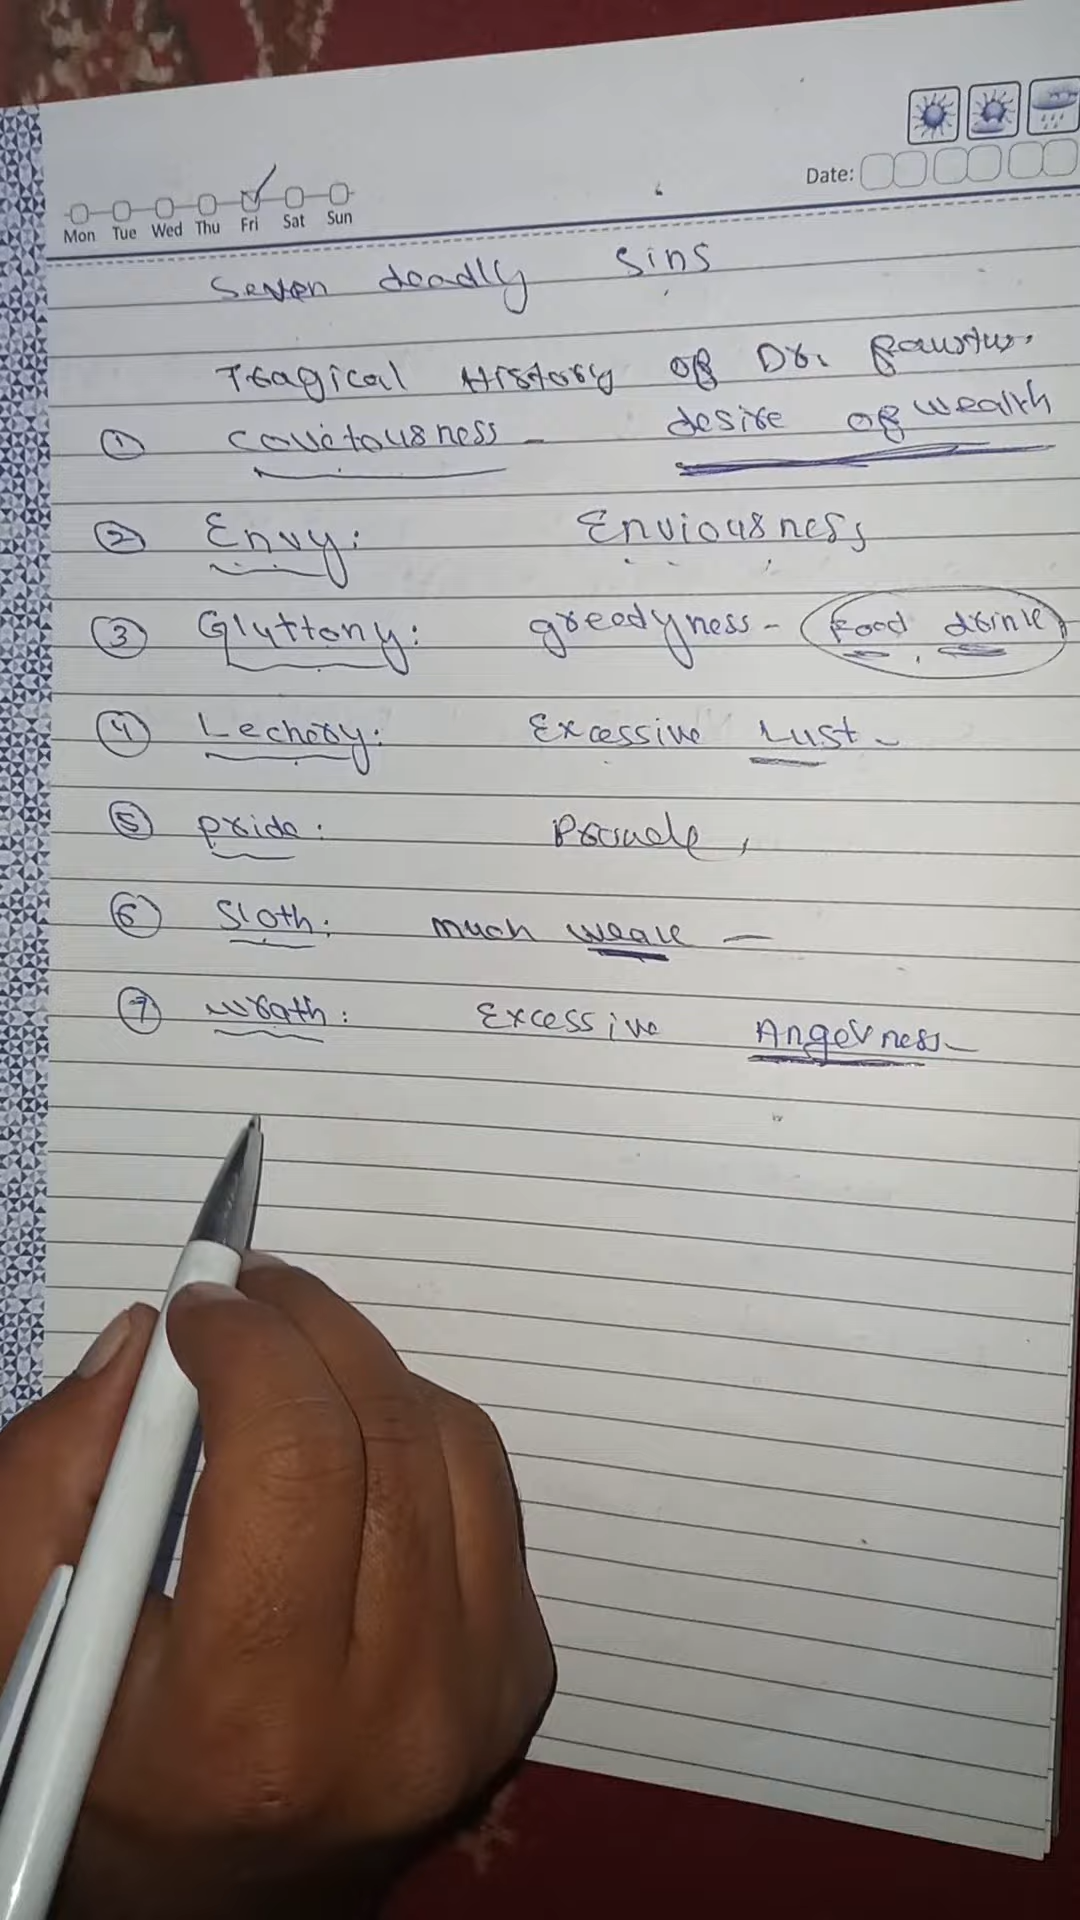 Date:
Mon Tue Wed Thu Fri Sat Sun
Seven deadly sins
Tragical History of Dr. Faustus.
① Covetousness - desire of wealth
② Envy: Enviousness
③ Gluttony: greedyness - Food, drink
④ Lechery: Excessive Lust -
⑤ pride: Proude,
⑥ Sloth: much weak —
⑦ wrath: Excessive Angerness -